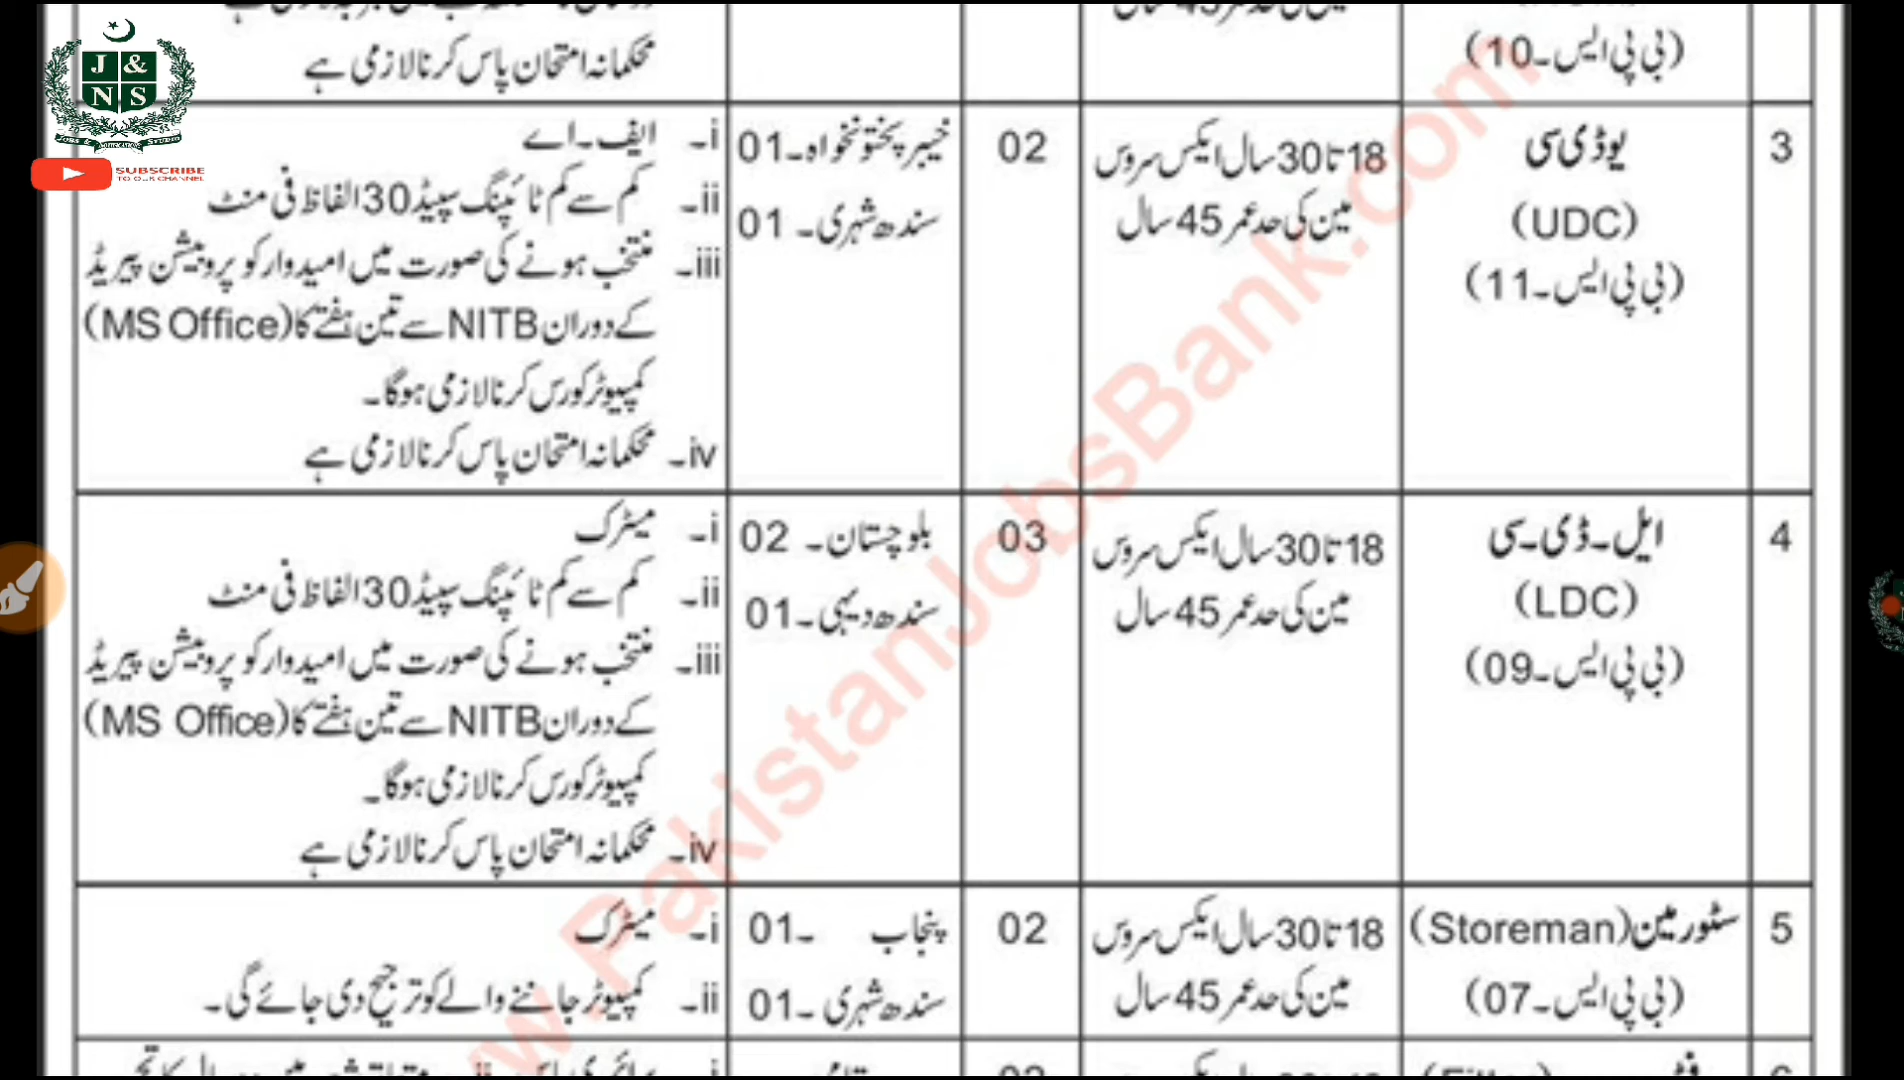 J &
N S
SUBSCRIBE
TO OUR CHANNEL
(بی پی ایس۔10)
محکمانہ امتحان پاس کرنا لازمی ہے
3
یو ڈی سی
(UDC)
(بی پی ایس۔11)
18 تا 30 سال ایکس سروس
مین کی حد عمر 45 سال
02
خیبر پختونخواہ۔01
سندھ شہری۔ 01
i۔ ایف۔اے
ii۔ کم سے کم ٹائپنگ سپیڈ 30 الفاظ فی منٹ
iii۔ منتخب ہونے کی صورت میں امیدوار کو پروبیشن پیریڈ
کے دوران NITB سے تین ہفتے کا (MS Office)
کمپیوٹر کورس کرنا لازمی ہوگا۔
iv۔ محکمانہ امتحان پاس کرنا لازمی ہے
4
ایل۔ڈی۔سی
(LDC)
(بی پی ایس۔09)
18 تا 30 سال ایکس سروس
مین کی حد عمر 45 سال
03
بلوچستان۔ 02
سندھ دیہی۔01
i۔ میٹرک
ii۔ کم سے کم ٹائپنگ سپیڈ 30 الفاظ فی منٹ
iii۔ منتخب ہونے کی صورت میں امیدوار کو پروبیشن پیریڈ
کے دوران NITB سے تین ہفتے کا (MS Office)
کمپیوٹر کورس کرنا لازمی ہوگا۔
iv۔ محکمانہ امتحان پاس کرنا لازمی ہے
5
سٹور مین (Storeman)
(بی پی ایس۔07)
18 تا 30 سال ایکس سروس
مین کی حد عمر 45 سال
02
پنجاب ۔01
سندھ شہری ۔01
i۔ میٹرک
ii۔ کمپیوٹر جاننے والے کو ترجیح دی جائے گی۔
w.PakistanJobsBank.com